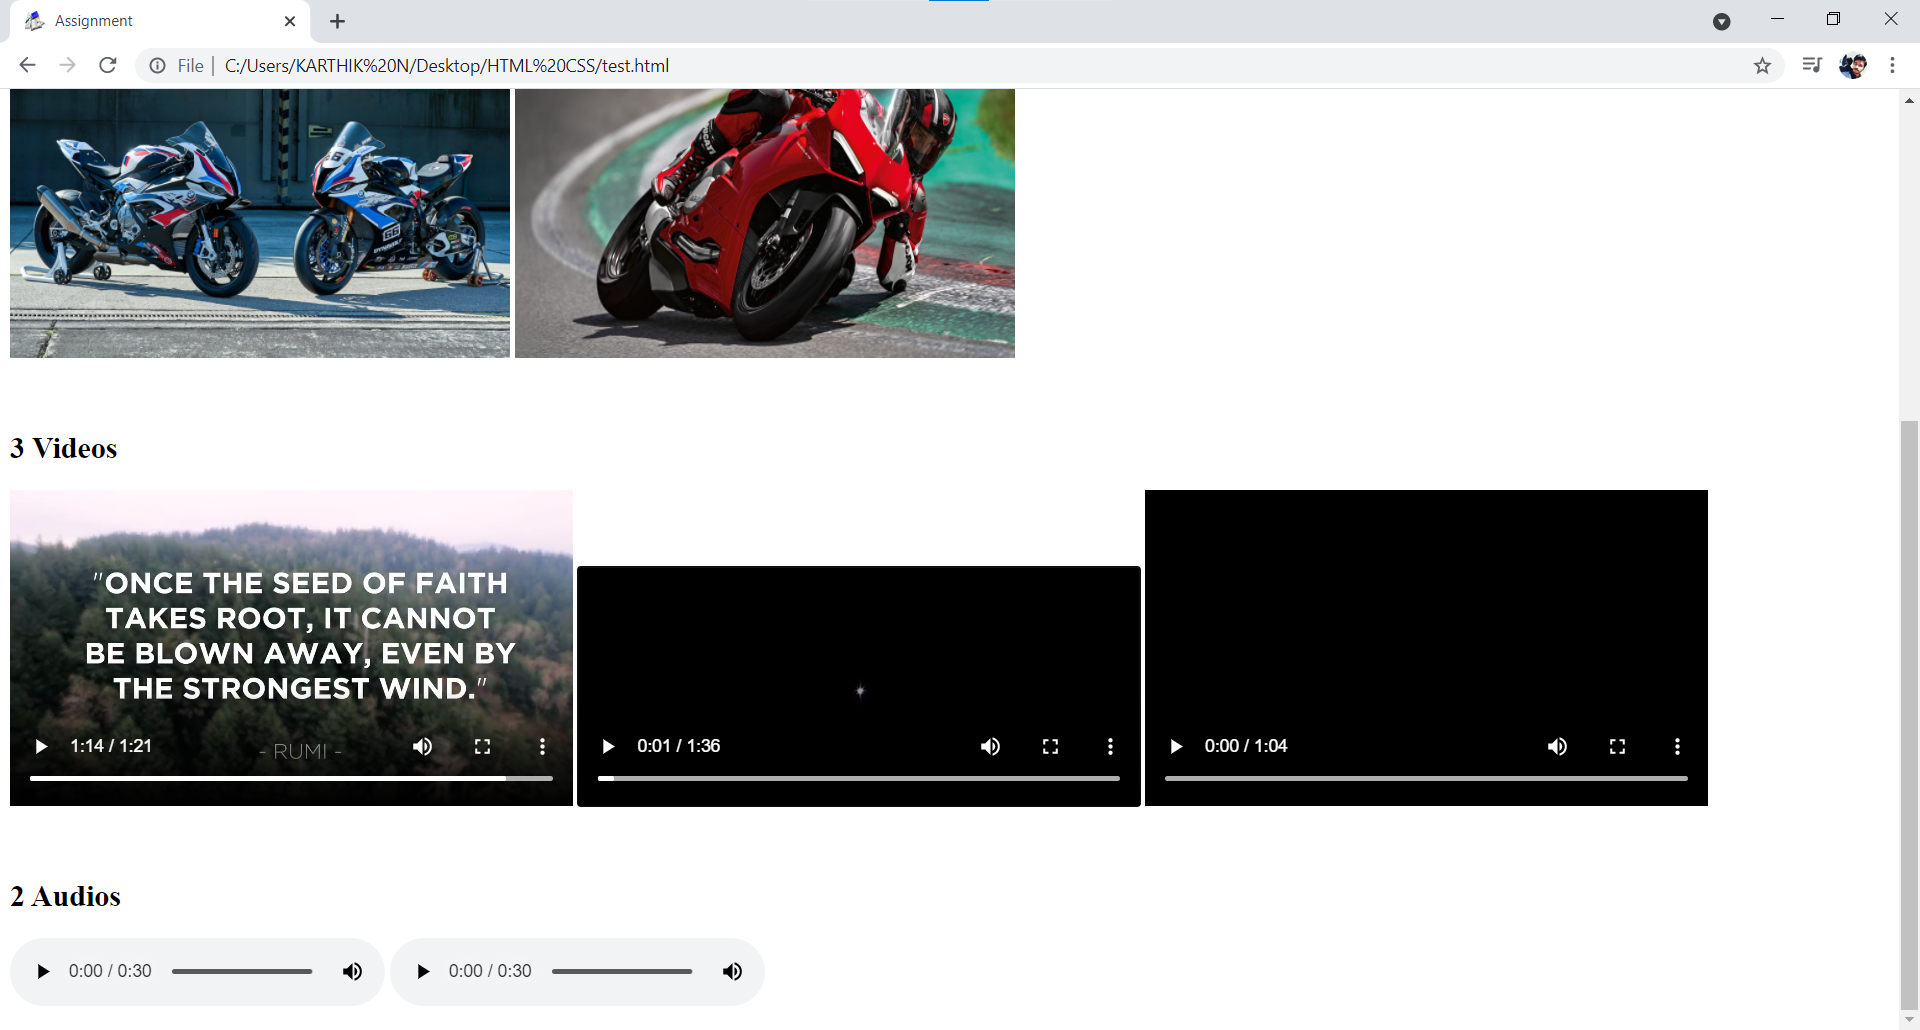 Assignment
File | C:/Users/KARTHIK%20N/Desktop/HTML%20CSS/test.html
66
DUCATI
3 Videos
"ONCE THE SEED OF FAITH
TAKES ROOT, IT CANNOT
BE BLOWN AWAY, EVEN BY
THE STRONGEST WIND."
- RUMI -
1:14 / 1:21
0:01 / 1:36
0:00 / 1:04
2 Audios
0:00 / 0:30
0:00 / 0:30